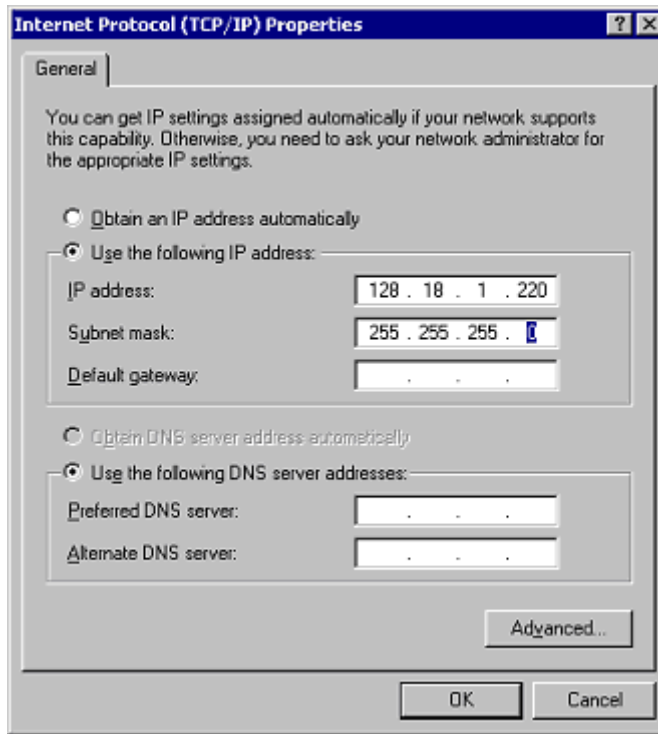 Internet Protocol (TCP/IP) Properties
General
You can get IP settings assigned automatically if your network supports
this capability. Otherwise, you need to ask your network administrator for
the appropriate IP settings.
Obtain an IP address automatically
Use the following IP address:
IP address: 128 . 18 . 1 . 220
Subnet mask: 255 . 255 . 255 . 0
Default gateway: . . .
Obtain DNS server address automatically
Use the following DNS server addresses:
Preferred DNS server: . . .
Alternate DNS server: . . .
Advanced...
OK Cancel